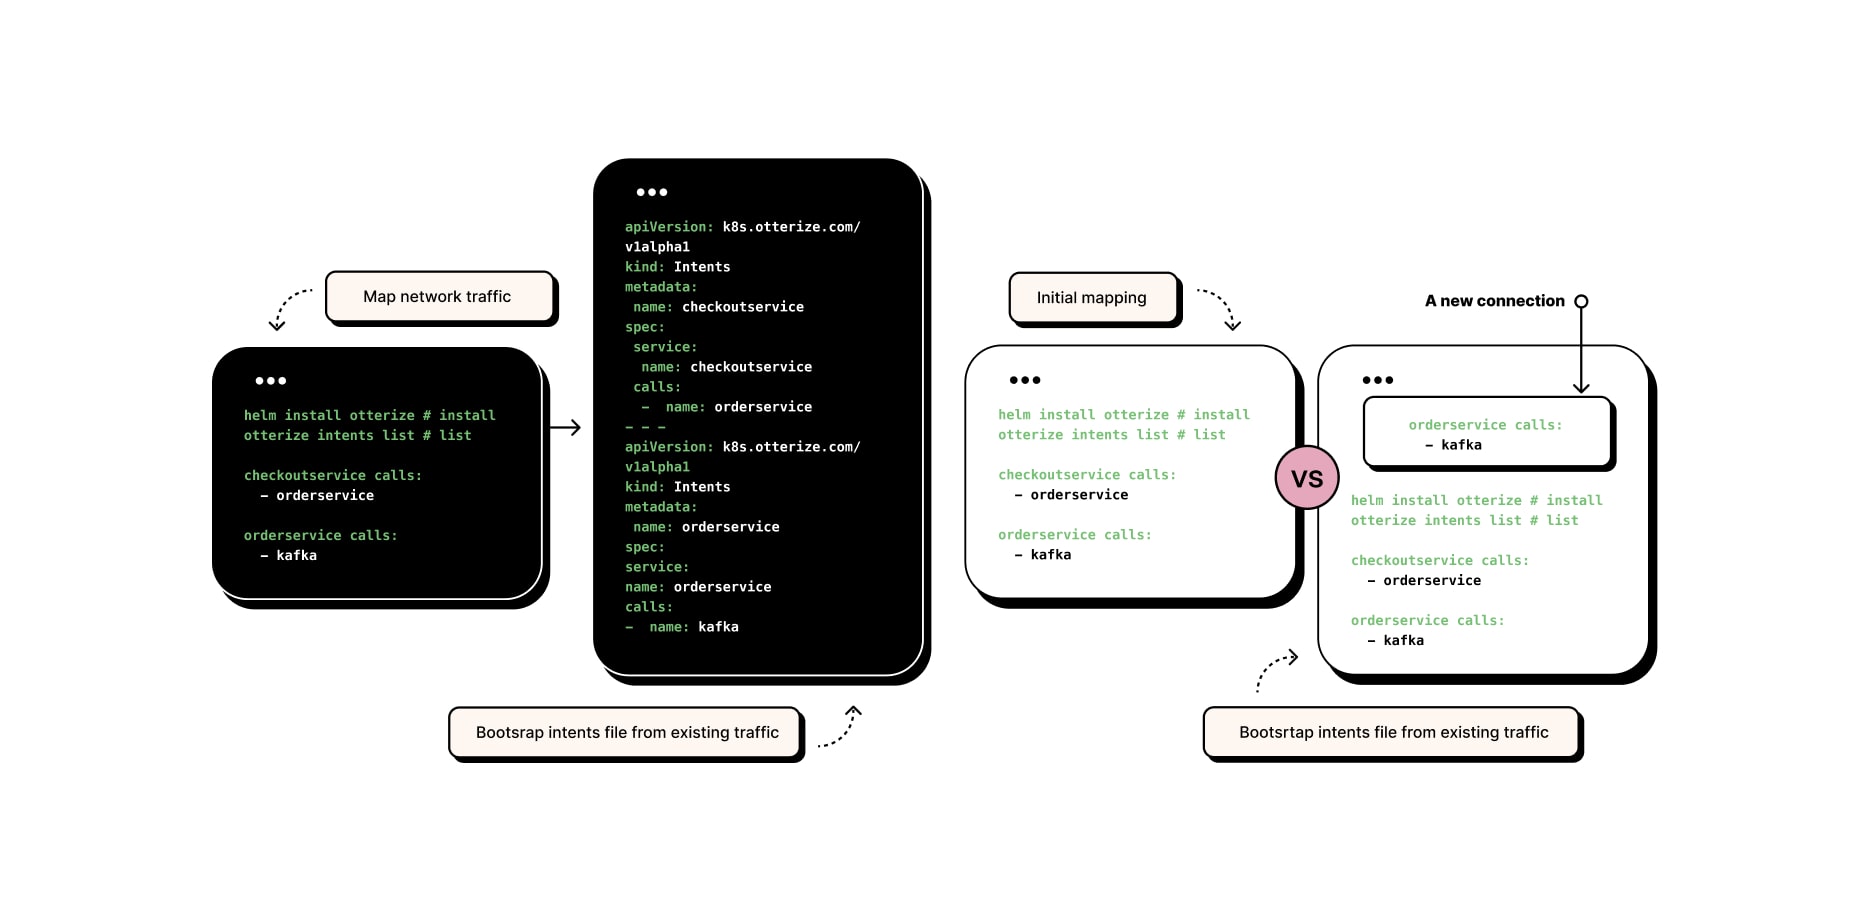 Map network traffic
helm install otterize # install
otterize intents list # list
checkoutservice calls:
– orderservice
orderservice calls:
– kafka
apiVersion: k8s.otterize.com/
v1alpha1
kind: Intents
metadata:
name: checkoutservice
spec:
service:
name: checkoutservice
calls:
– name: orderservice
– – –
apiVersion: k8s.otterize.com/
v1alpha1
kind: Intents
metadata:
name: orderservice
spec:
service:
name: orderservice
calls:
– name: kafka
Bootsrap intents file from existing traffic
Initial mapping
helm install otterize # install
otterize intents list # list
checkoutservice calls:
– orderservice
orderservice calls:
– kafka
VS
A new connection
orderservice calls:
– kafka
helm install otterize # install
otterize intents list # list
checkoutservice calls:
– orderservice
orderservice calls:
– kafka
Bootsrtap intents file from existing traffic